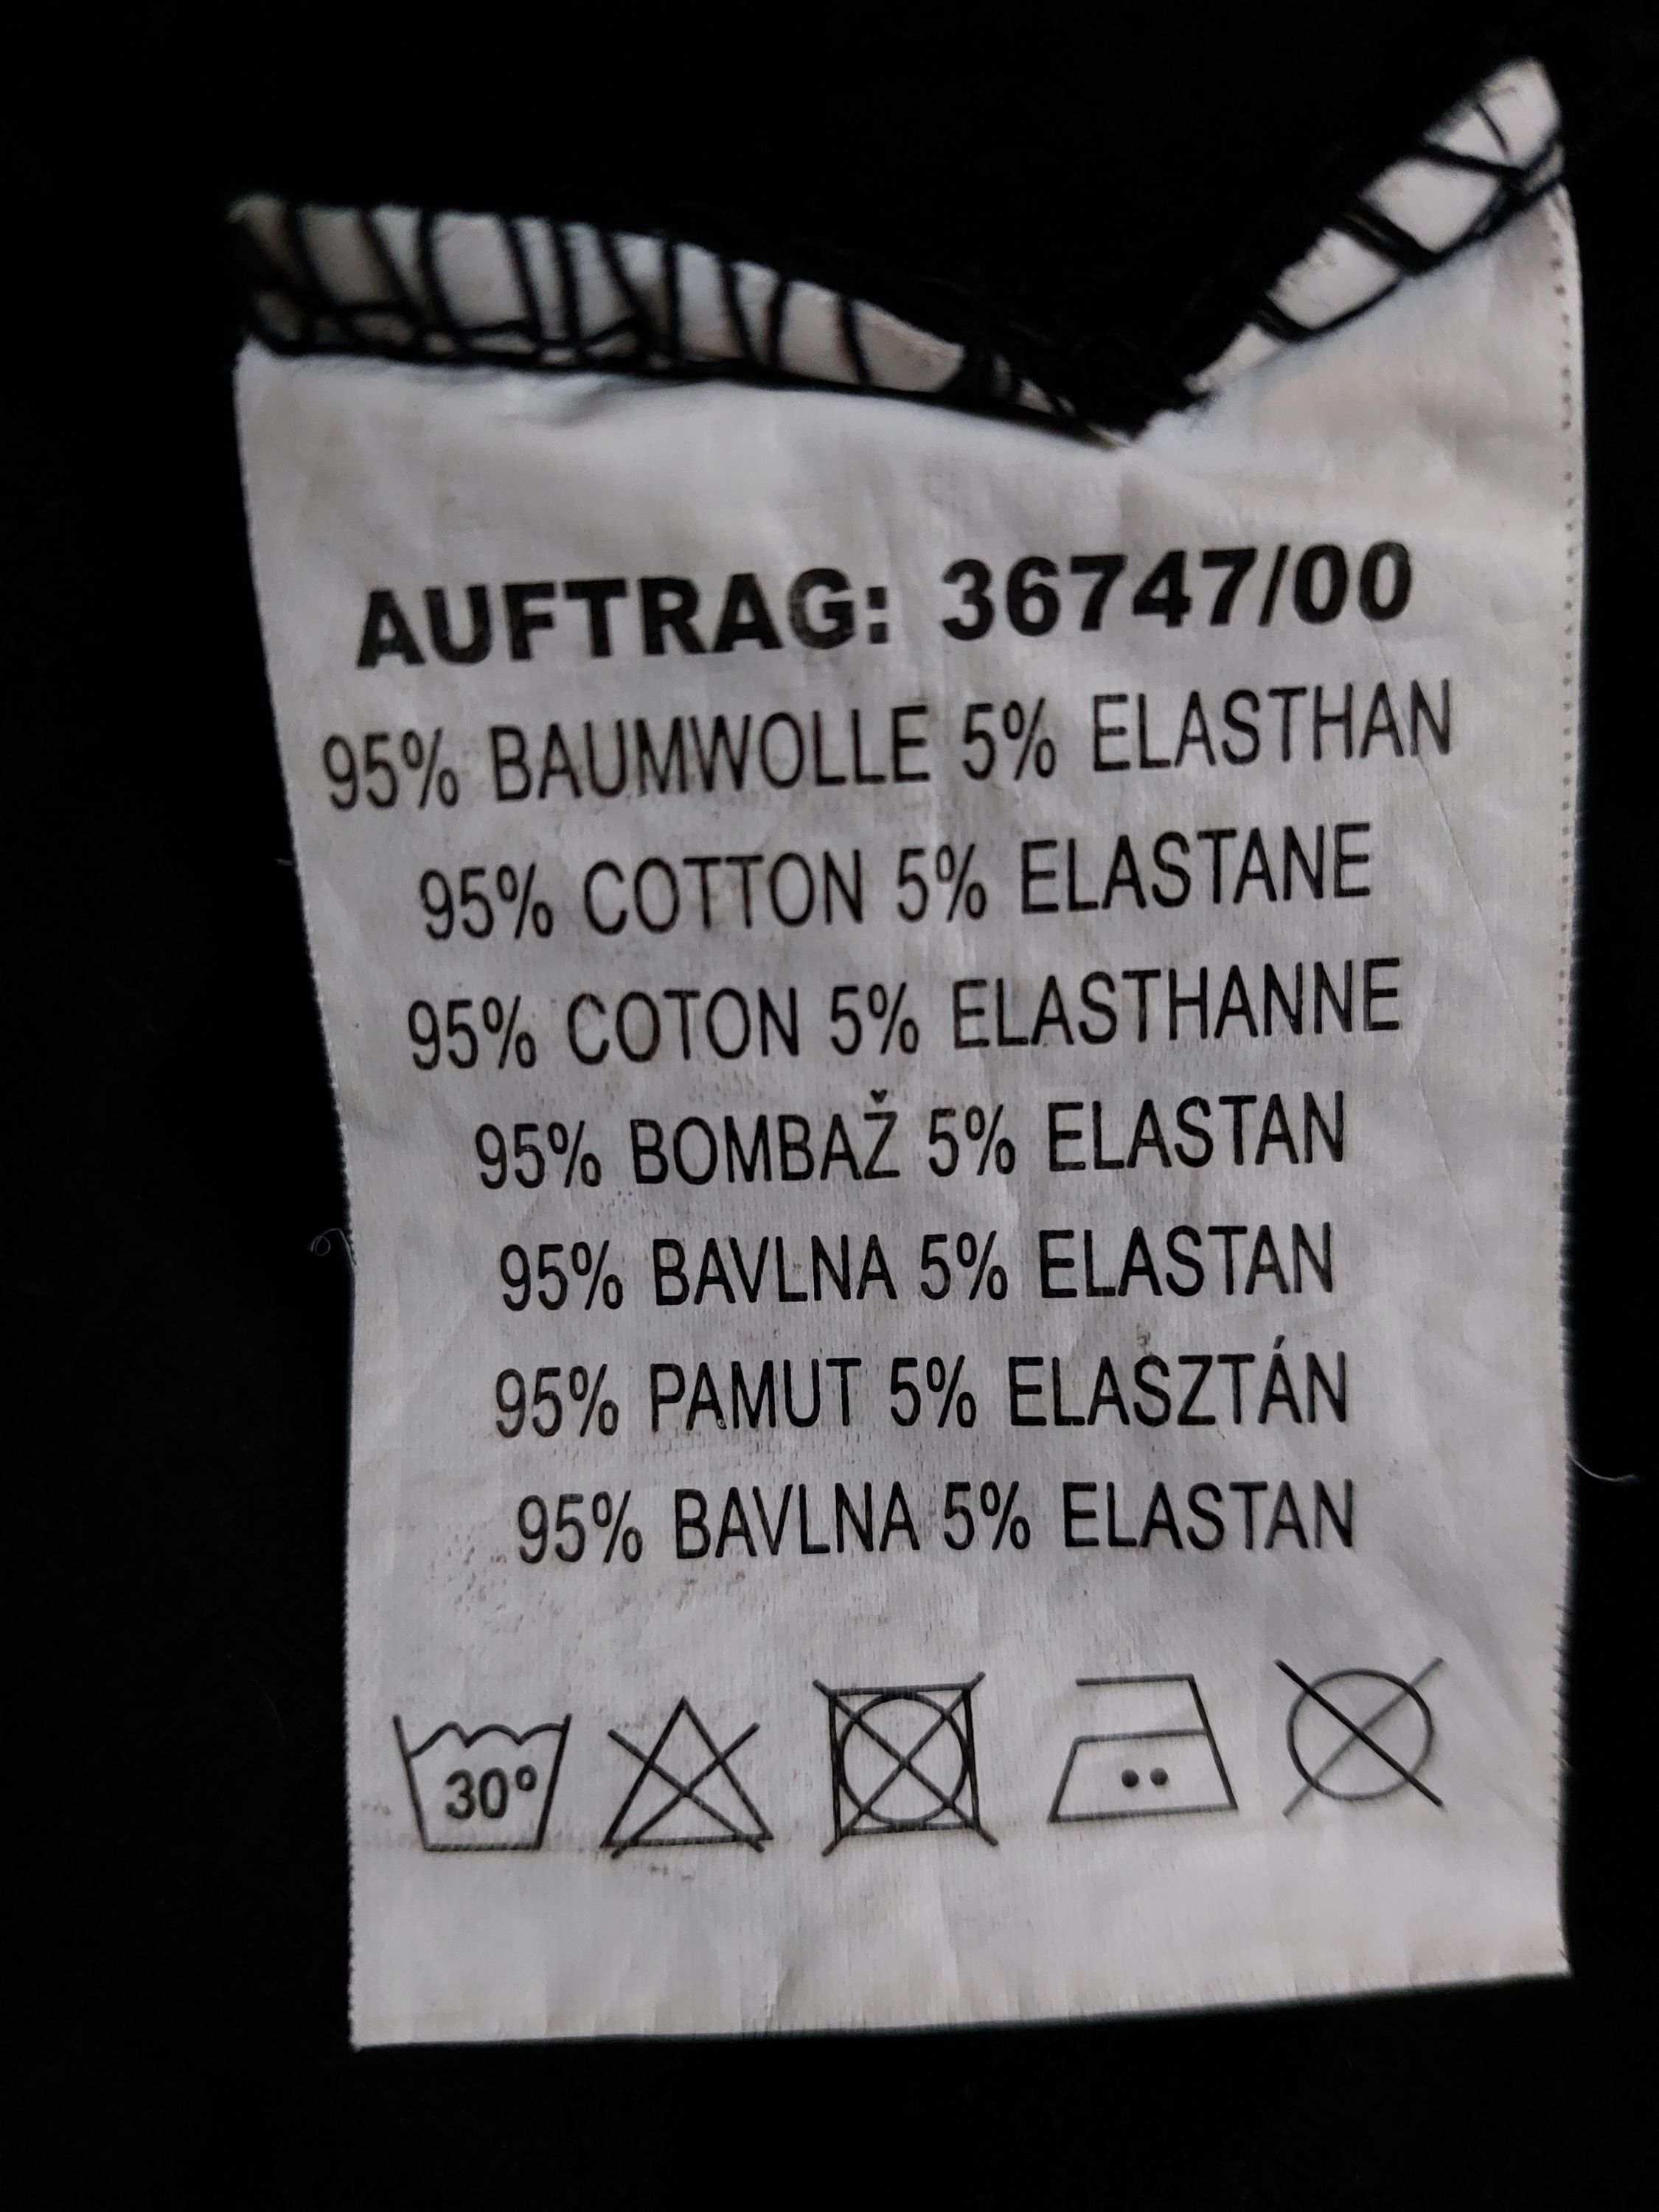 AUFTRAG: 36747/00
95% BAUMWOLLE 5% ELASTHAN
95% COTTON 5% ELASTANE
95% COTON 5% ELASTHANNE
95% BOMBAŽ 5% ELASTAN
95% BAVLNA 5% ELASTAN
95% PAMUT 5% ELASZTÁN
95% BAVLNA 5% ELASTAN
30º